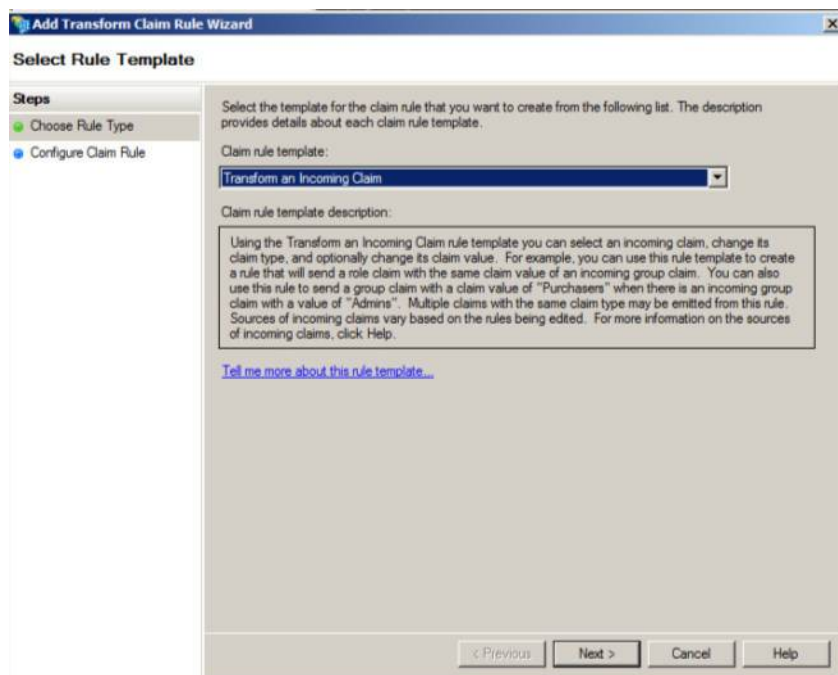 Add Transform Claim Rule Wizard
Select Rule Template
Steps
Choose Rule Type
Configure Claim Rule
Select the template for the claim rule that you want to create from the following list. The description
provides details about each claim rule template.
Claim rule template:
Transform an Incoming Claim
Claim rule template description:
Using the Transform an Incoming Claim rule template you can select an incoming claim, change its
claim type, and optionally change its claim value. For example, you can use this rule template to create
a rule that will send a role claim with the same claim value of an incoming group claim. You can also
use this rule to send a group claim with a claim value of "Purchasers" when there is an incoming group
claim with a value of "Admins". Multiple claims with the same claim type may be emitted from this rule.
Sources of incoming claims vary based on the rules being edited. For more information on the sources
of incoming claims, click Help.
Tell me more about this rule template...
< Previous
Next >
Cancel
Help